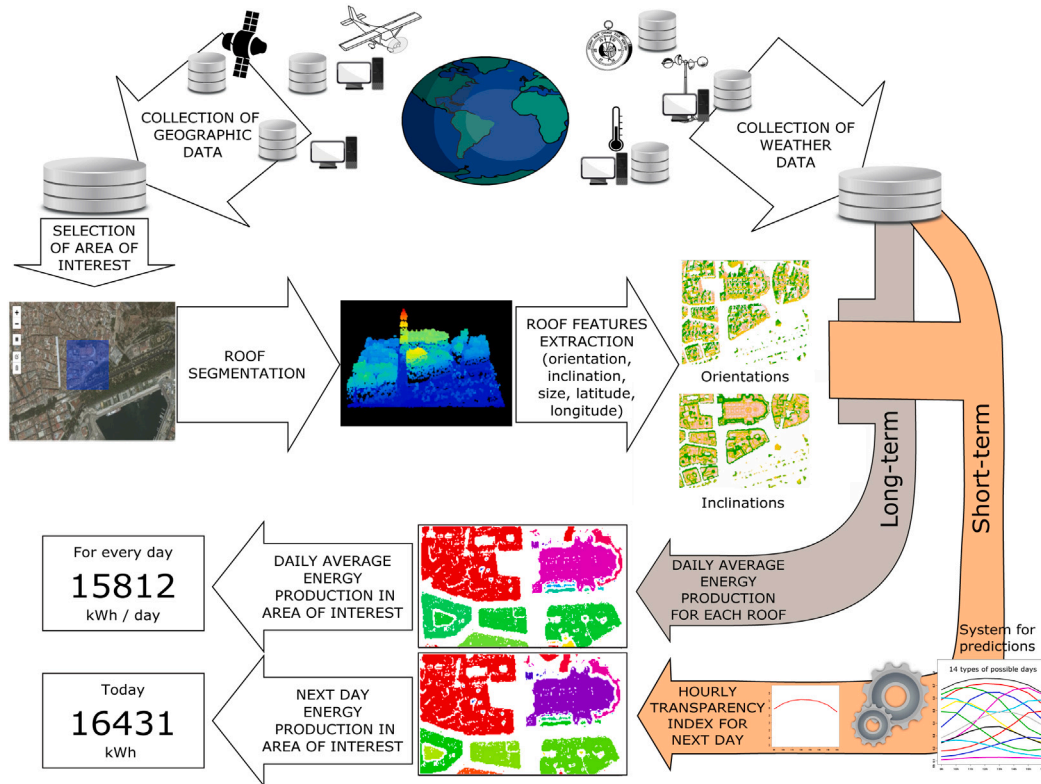 COLLECTION OF
GEOGRAPHIC
DATA
COLLECTION OF
WEATHER
DATA
SELECTION
OF AREA OF
INTEREST
ROOF
SEGMENTATION
ROOF FEATURES
EXTRACTION
(orientation,
inclination,
size, latitude,
longitude)
Orientations
Inclinations
Long-term
Short-term
DAILY AVERAGE
ENERGY
PRODUCTION
FOR EACH ROOF
DAILY AVERAGE
ENERGY
PRODUCTION IN
AREA OF INTEREST
For every day
15812
kWh / day
System for
predictions
14 types of possible days
HOURLY
TRANSPARENCY
INDEX FOR
NEXT DAY
NEXT DAY
ENERGY
PRODUCTION IN
AREA OF INTEREST
Today
16431
kWh